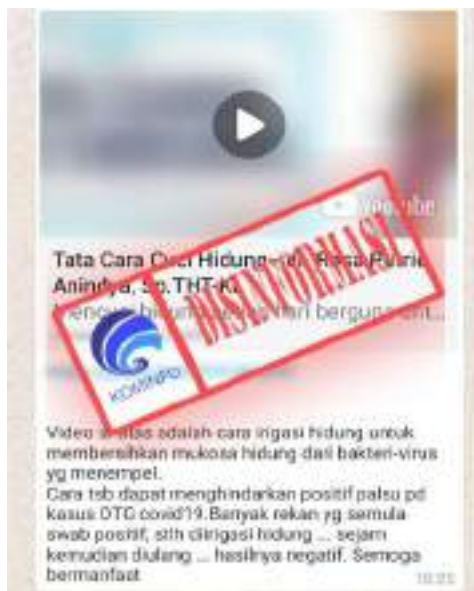 Youtube
Tata Cara Cuci Hidung
Anindya, Sp.THT-KL
hidung berguna
DISINFORMASI
KOMINFO
Video di atas adalah cara irigasi hidung untuk
membersihkan mukosa hidung dari bakteri-virus
yg menempel.
Cara tsb dapat menghindarkan positif palsu pd
kasus OTG covid19.Banyak rekan yg semula
swab positif, stlh diirigasi hidung ... sejam
kemudian diulang ... hasilnya negatif. Semoga
bermanfaat